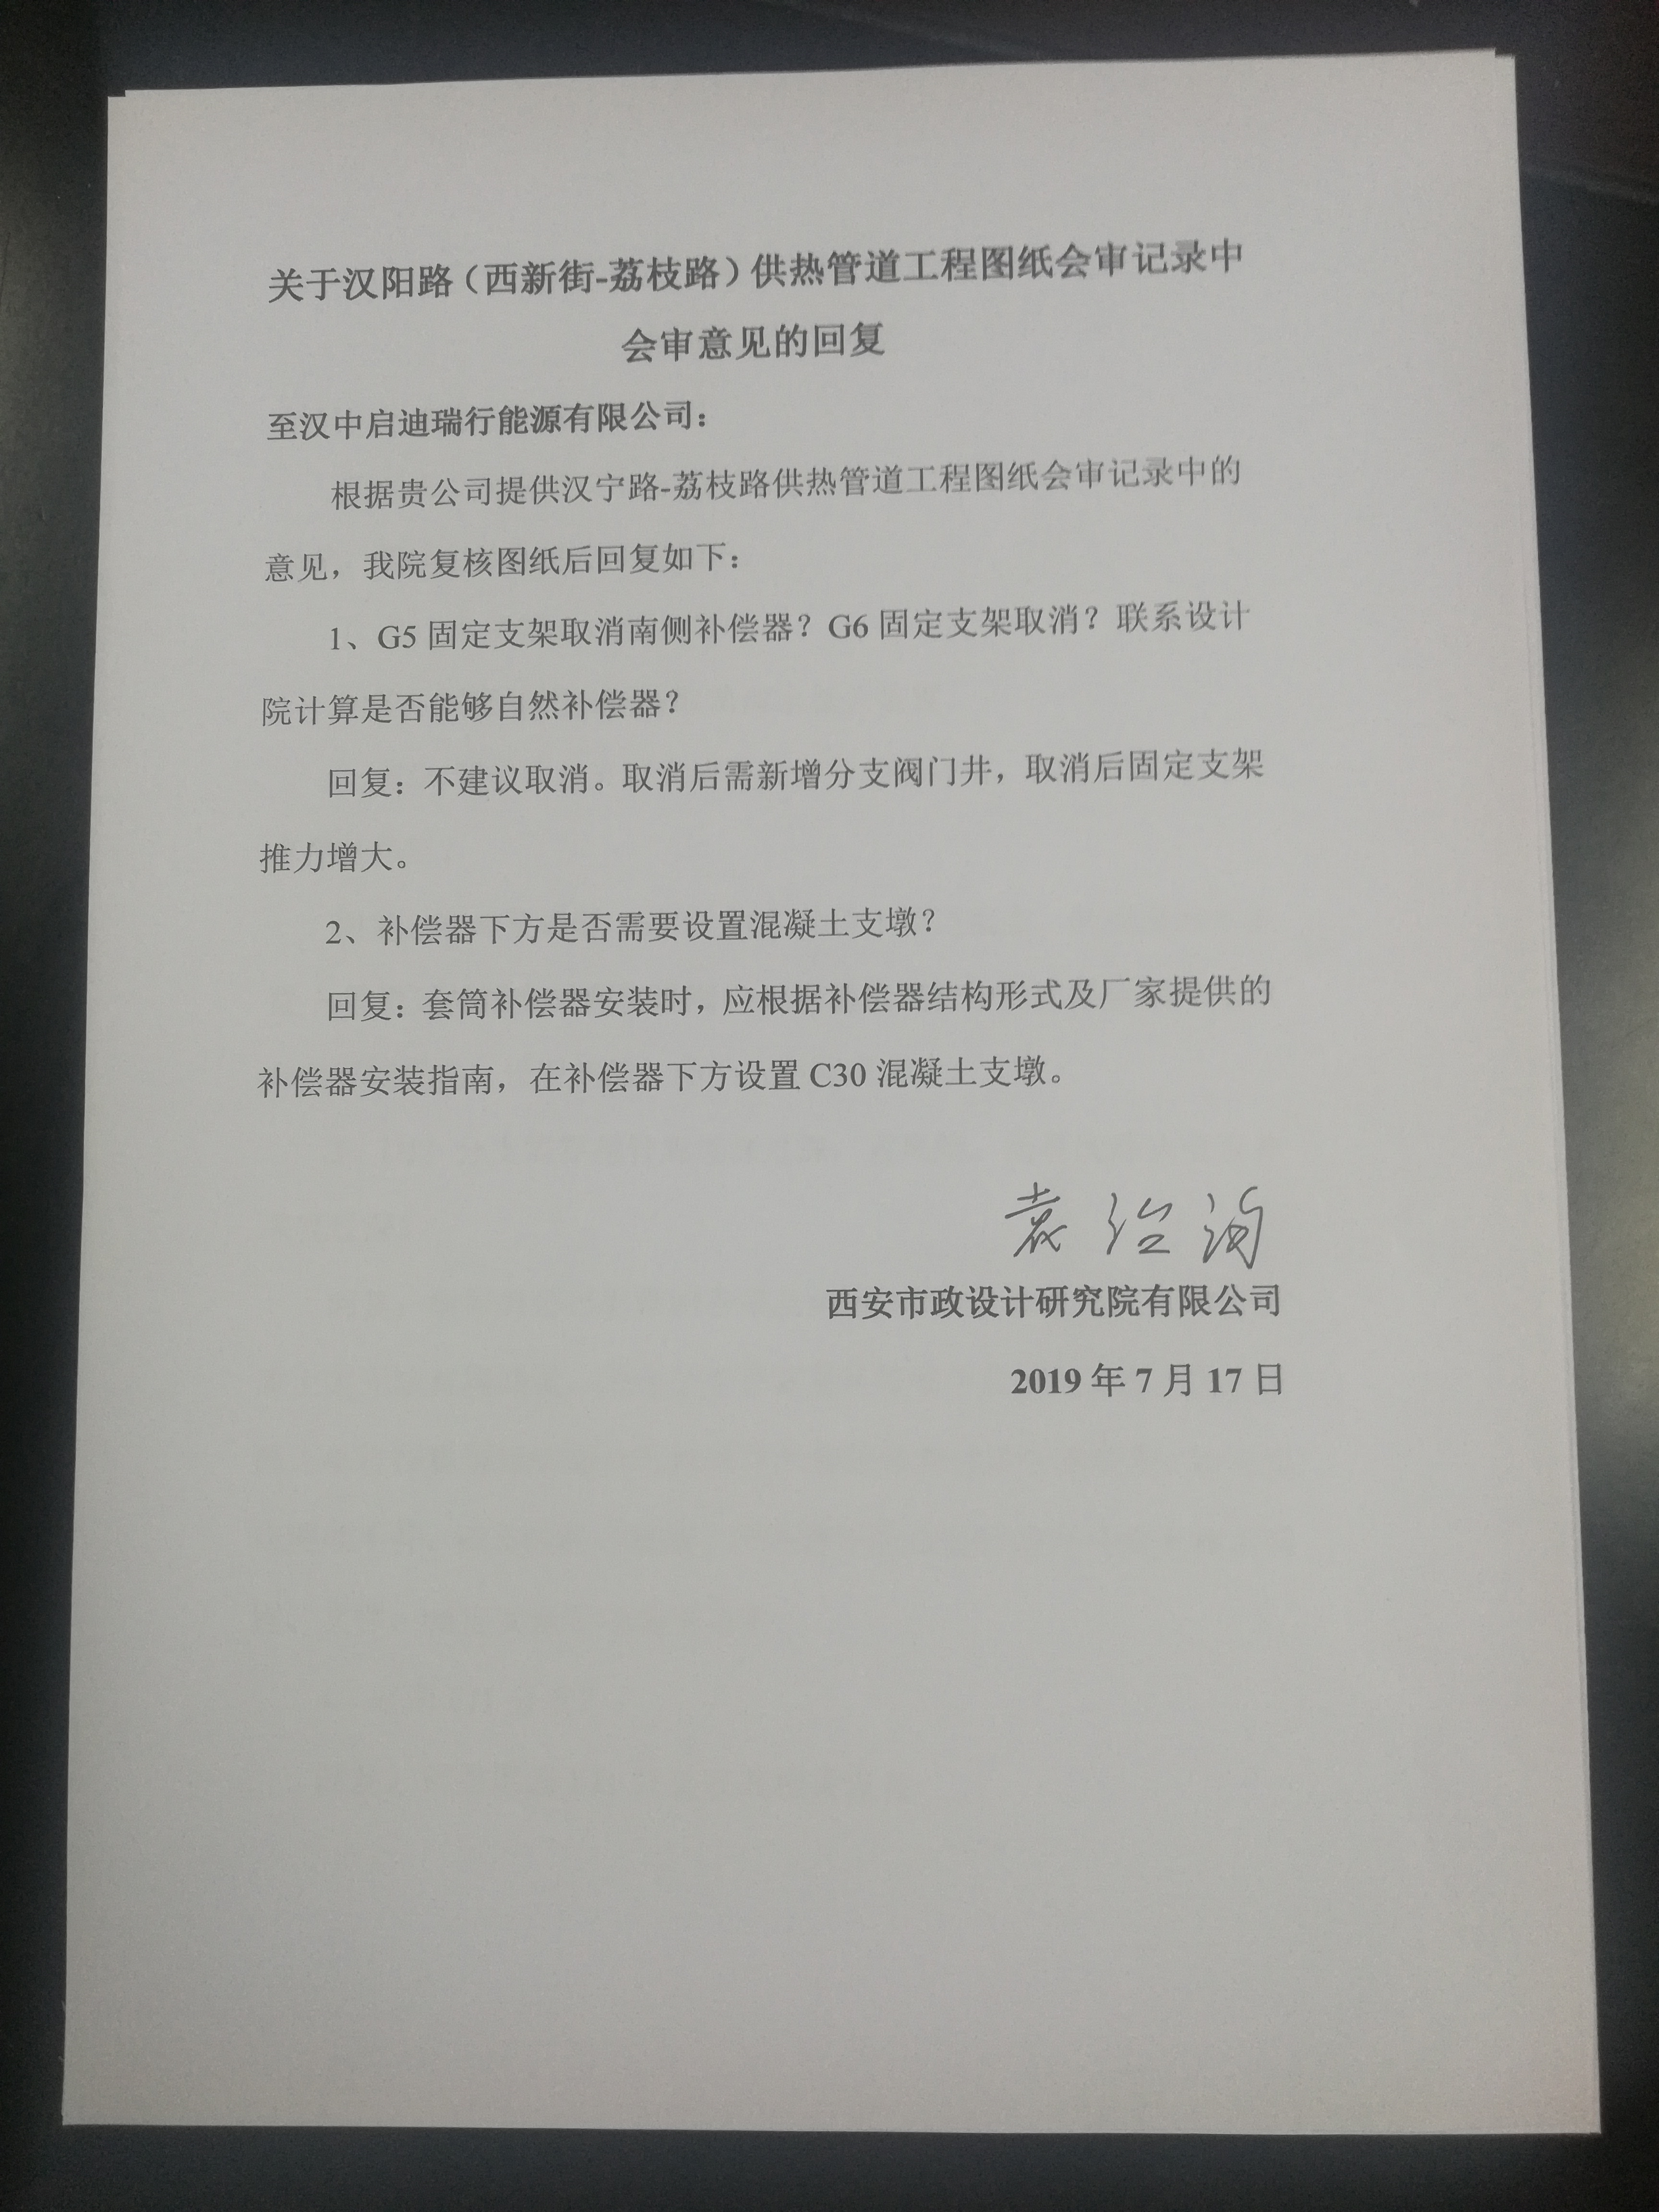 关于汉阳路（西新街-荔枝路）供热管道工程图纸会审记录中
会审意见的回复
至汉中启迪瑞行能源有限公司：
根据贵公司提供汉宁路-荔枝路供热管道工程图纸会审记录中的
意见，我院复核图纸后回复如下：
1、G5 固定支架取消南侧补偿器？G6 固定支架取消？联系设计
院计算是否能够自然补偿器？
回复：不建议取消。取消后需新增分支阀门井，取消后固定支架
推力增大。
2、补偿器下方是否需要设置混凝土支墩？
回复：套筒补偿器安装时，应根据补偿器结构形式及厂家提供的
补偿器安装指南，在补偿器下方设置 C30 混凝土支墩。
西安市政设计研究院有限公司
2019 年 7 月 17 日